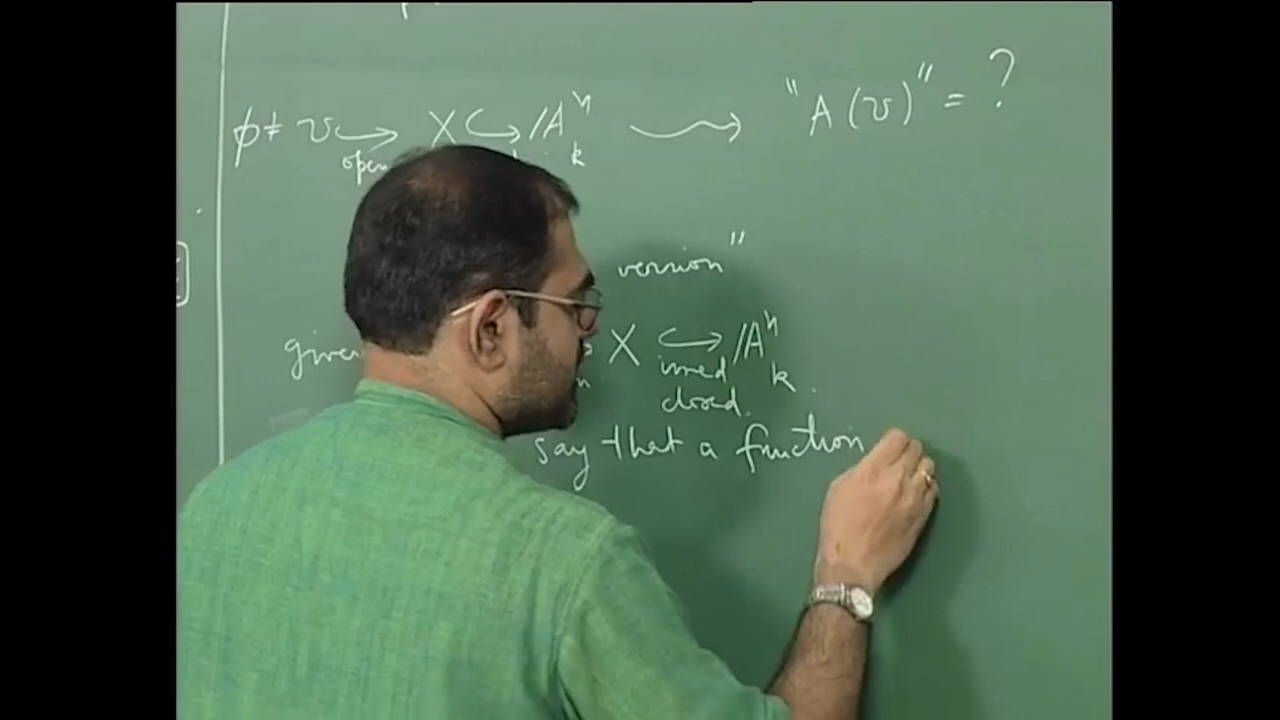 φ ≠ U ⟶ X ↪ /A^n_k ⟿ "A(U)" = ?
open
version"
given X ↪ /A^n_k.
irred
closed.
say that a function